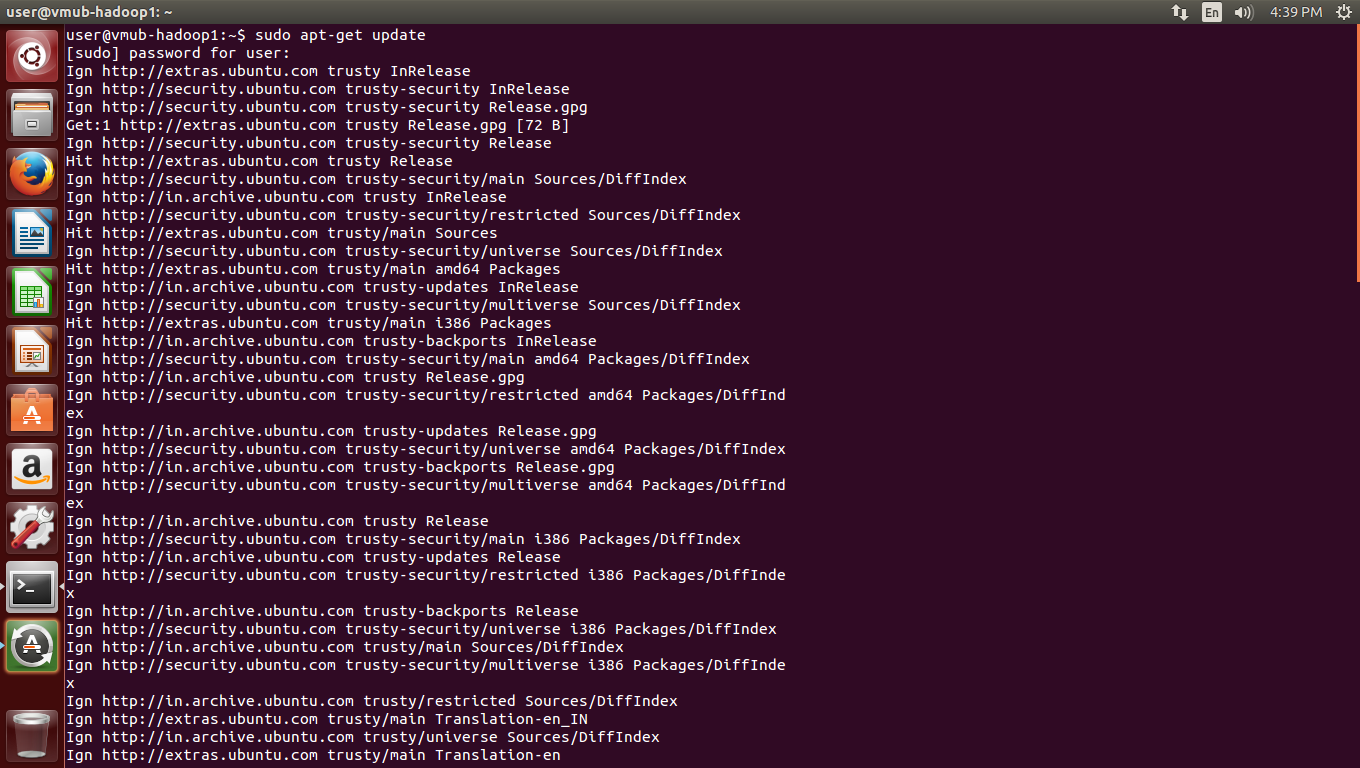 user@vmub-hadoop1: ~
En
4:39 PM
user@vmub-hadoop1:~$ sudo apt-get update
[sudo] password for user:
Ign http://extras.ubuntu.com trusty InRelease
Ign http://security.ubuntu.com trusty-security InRelease
Ign http://security.ubuntu.com trusty-security Release.gpg
Get:1 http://extras.ubuntu.com trusty Release.gpg [72 B]
Ign http://security.ubuntu.com trusty-security Release
Hit http://extras.ubuntu.com trusty Release
Ign http://security.ubuntu.com trusty-security/main Sources/DiffIndex
Ign http://in.archive.ubuntu.com trusty InRelease
Ign http://security.ubuntu.com trusty-security/restricted Sources/DiffIndex
Hit http://extras.ubuntu.com trusty/main Sources
Ign http://security.ubuntu.com trusty-security/universe Sources/DiffIndex
Hit http://extras.ubuntu.com trusty/main amd64 Packages
Ign http://in.archive.ubuntu.com trusty-updates InRelease
Ign http://security.ubuntu.com trusty-security/multiverse Sources/DiffIndex
Hit http://extras.ubuntu.com trusty/main i386 Packages
Ign http://in.archive.ubuntu.com trusty-backports InRelease
Ign http://security.ubuntu.com trusty-security/main amd64 Packages/DiffIndex
Ign http://in.archive.ubuntu.com trusty Release.gpg
Ign http://security.ubuntu.com trusty-security/restricted amd64 Packages/DiffInd
ex
Ign http://in.archive.ubuntu.com trusty-updates Release.gpg
Ign http://security.ubuntu.com trusty-security/universe amd64 Packages/DiffIndex
Ign http://in.archive.ubuntu.com trusty-backports Release.gpg
Ign http://security.ubuntu.com trusty-security/multiverse amd64 Packages/DiffInd
ex
Ign http://in.archive.ubuntu.com trusty Release
Ign http://security.ubuntu.com trusty-security/main i386 Packages/DiffIndex
Ign http://in.archive.ubuntu.com trusty-updates Release
Ign http://security.ubuntu.com trusty-security/restricted i386 Packages/DiffInde
x
Ign http://in.archive.ubuntu.com trusty-backports Release
Ign http://security.ubuntu.com trusty-security/universe i386 Packages/DiffIndex
Ign http://in.archive.ubuntu.com trusty/main Sources/DiffIndex
Ign http://security.ubuntu.com trusty-security/multiverse i386 Packages/DiffInde
x
Ign http://in.archive.ubuntu.com trusty/restricted Sources/DiffIndex
Ign http://extras.ubuntu.com trusty/main Translation-en_IN
Ign http://in.archive.ubuntu.com trusty/universe Sources/DiffIndex
Ign http://extras.ubuntu.com trusty/main Translation-en